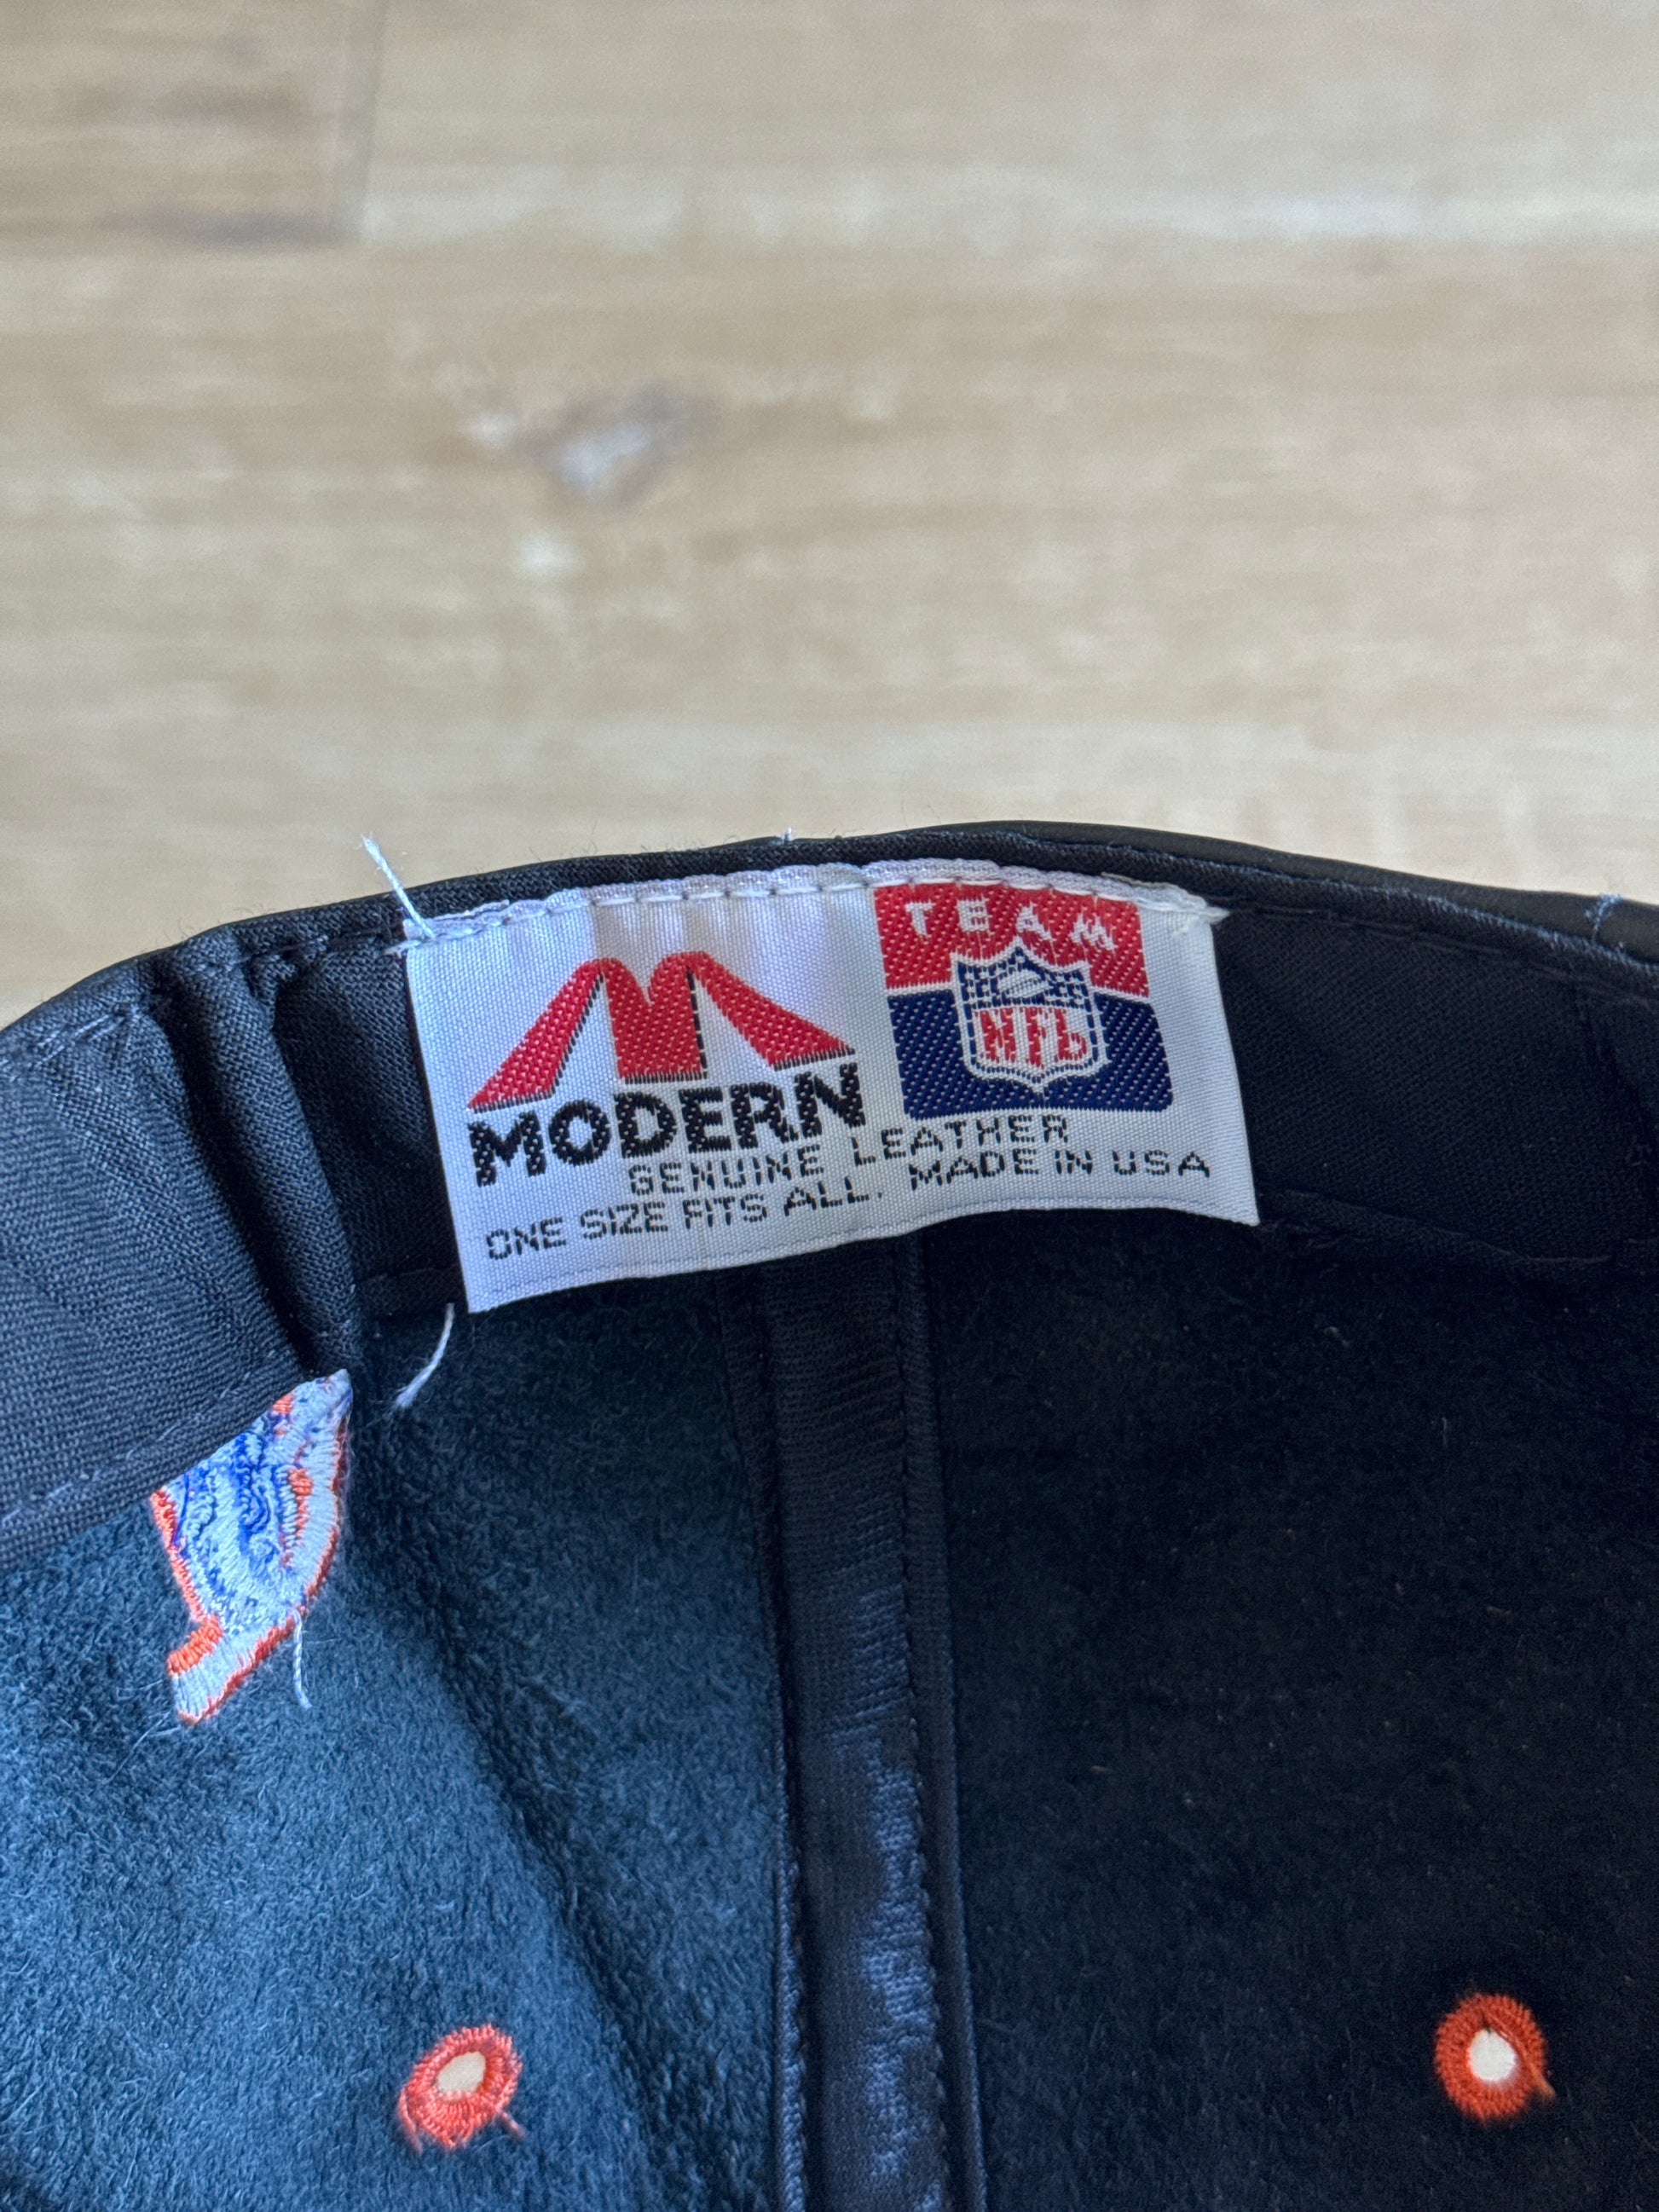 TEAM
NFL
MODERN
GENUINE LEATHER
ONE SIZE FITS ALL. MADE IN USA